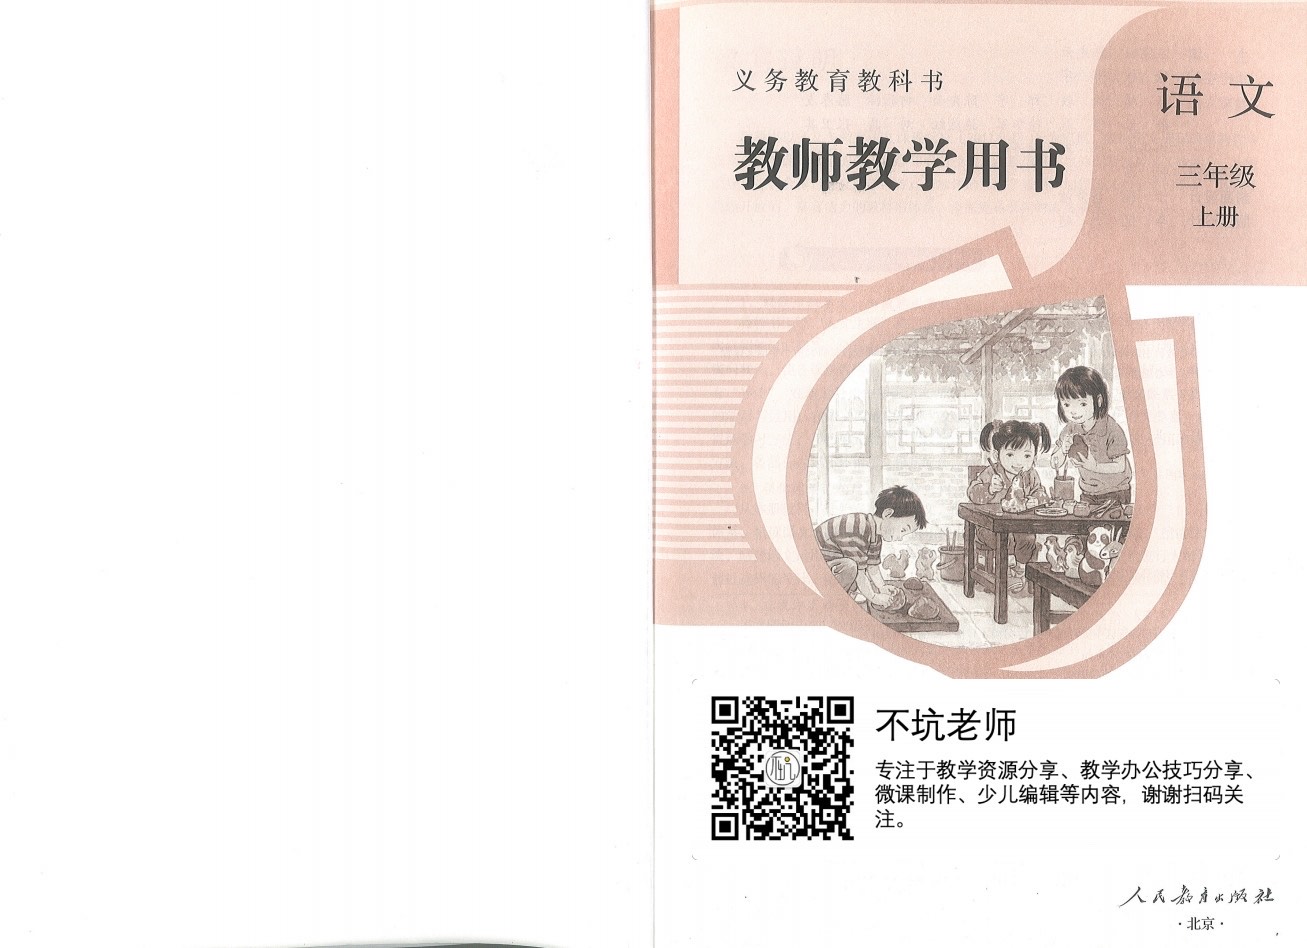 义务教育教科书
教师教学用书
语文
三年级
上册
不坑老师
专注于教学资源分享、教学办公技巧分享、
微课制作、少儿编辑等内容，谢谢扫码关
注。
人民教育出版社
·北京·